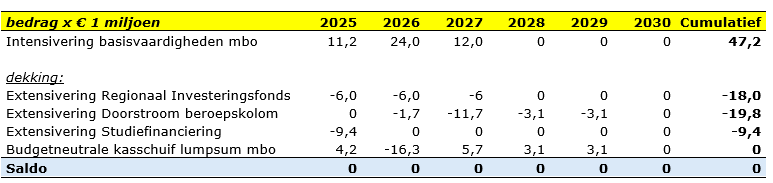 bedrag x € 1 miljoen 2025 2026 2027 2028 2029 2030 Cumulatief
Intensivering basisvaardigheden mbo 11,2 24,0 12,0 0 0 0 47,2
dekking:
Extensivering Regionaal Investeringsfonds -6,0 -6,0 -6 0 0 0 -18,0
Extensivering Doorstroom beroepskolom 0 -1,7 -11,7 -3,1 -3,1 0 -19,8
Extensivering Studiefinanciering -9,4 0 0 0 0 0 -9,4
Budgetneutrale kasschuif lumpsum mbo 4,2 -16,3 5,7 3,1 3,1 0 0
Saldo 0 0 0 0 0 0 0